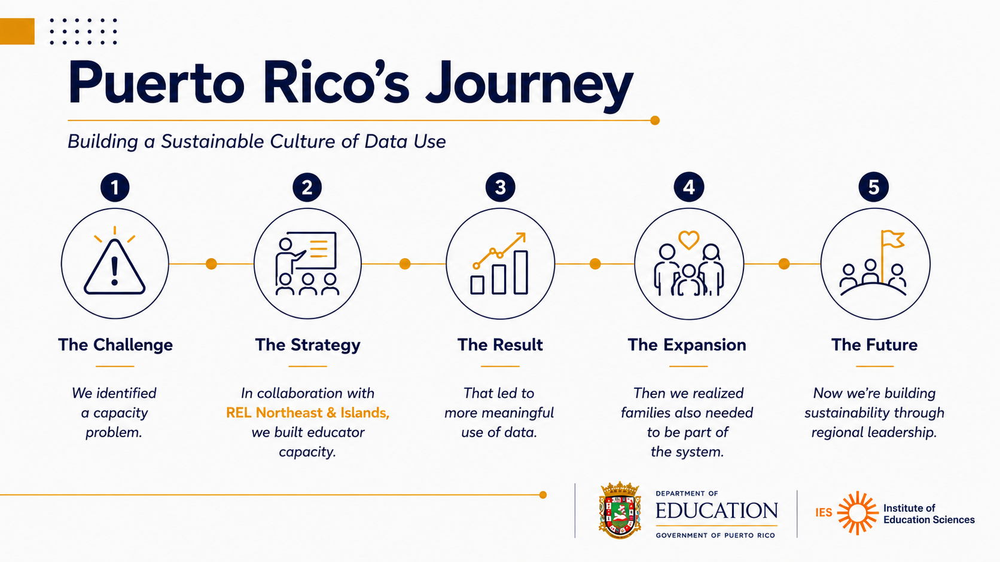 Puerto Rico’s Journey
Building a Sustainable Culture of Data Use
1
2
3
4
5
The Challenge
We identified
a capacity
problem.
The Strategy
In collaboration with
REL Northeast & Islands,
we built educator
capacity.
The Result
That led to
more meaningful
use of data.
The Expansion
Then we realized
families also needed
to be part of
the system.
The Future
Now we’re building
sustainability through
regional leadership.
DEPARTMENT OF
EDUCATION
GOVERNMENT OF PUERTO RICO
IES
Institute of
Education Sciences